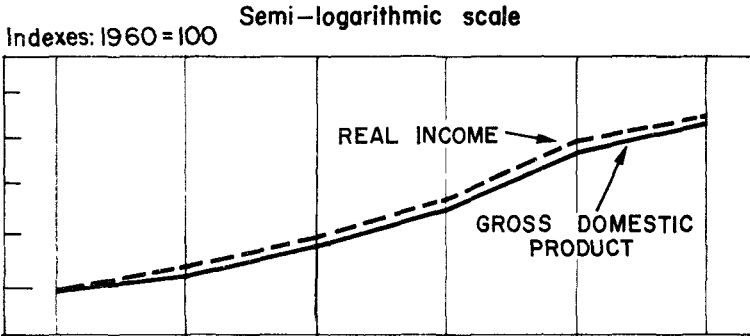 Semi-logarithmic scale
Indexes: 1960 = 100
REAL INCOME
GROSS DOMESTIC
PRODUCT